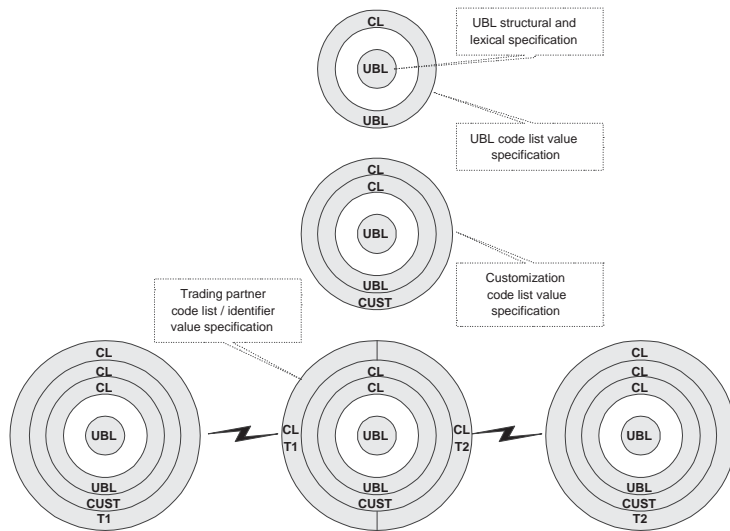 CL
UBL
UBL
UBL structural and
lexical specification
UBL code list value
specification
CL
CL
UBL
UBL
CUST
Customization
code list value
specification
Trading partner
code list / identifier
value specification
CL
CL
CL
UBL
UBL
CUST
T1
CL
CL
CL
T1
UBL
CL
T2
UBL
CUST
CL
CL
CL
UBL
UBL
CUST
T2